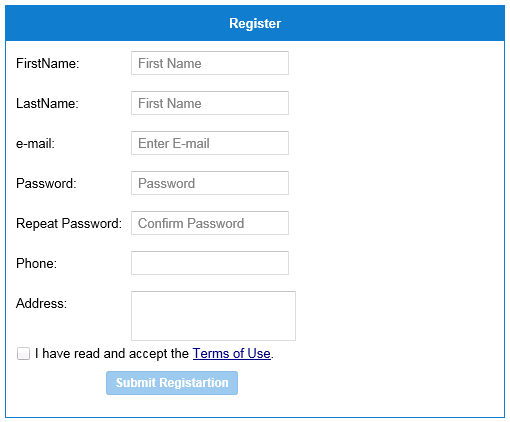 Register
FirstName: First Name
LastName: First Name
e-mail: Enter E-mail
Password: Password
Repeat Password: Confirm Password
Phone:
Address:
I have read and accept the Terms of Use.
Submit Registartion